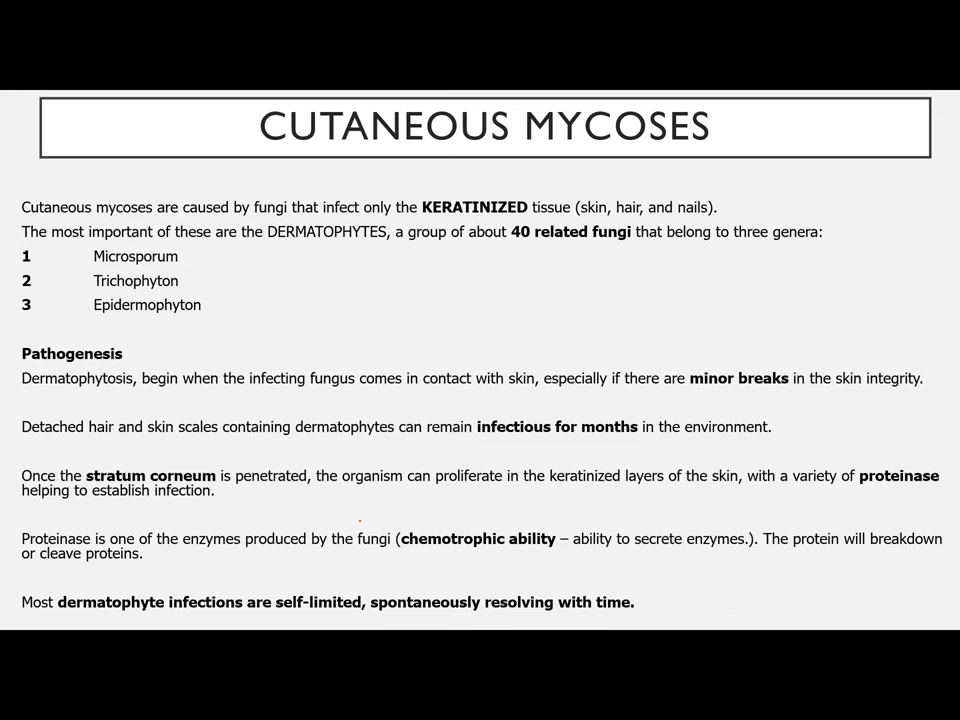 CUTANEOUS MYCOSES
Cutaneous mycoses are caused by fungi that infect only the KERATINIZED tissue (skin, hair, and nails).
The most important of these are the DERMATOPHYTES, a group of about 40 related fungi that belong to three genera:
1 Microsporum
2 Trichophyton
3 Epidermophyton
Pathogenesis
Dermatophytosis, begin when the infecting fungus comes in contact with skin, especially if there are minor breaks in the skin integrity.
Detached hair and skin scales containing dermatophytes can remain infectious for months in the environment.
Once the stratum corneum is penetrated, the organism can proliferate in the keratinized layers of the skin, with a variety of proteinase
helping to establish infection.
Proteinase is one of the enzymes produced by the fungi (chemotrophic ability – ability to secrete enzymes.). The protein will breakdown
or cleave proteins.
Most dermatophyte infections are self-limited, spontaneously resolving with time.